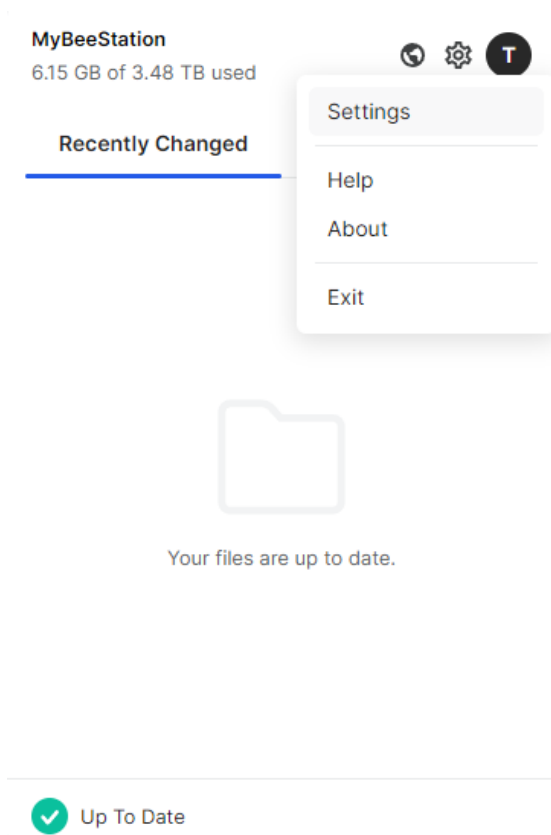 MyBeeStation
6.15 GB of 3.48 TB used
T
Recently Changed
Settings
Help
About
Exit
Your files are up to date.
Up To Date